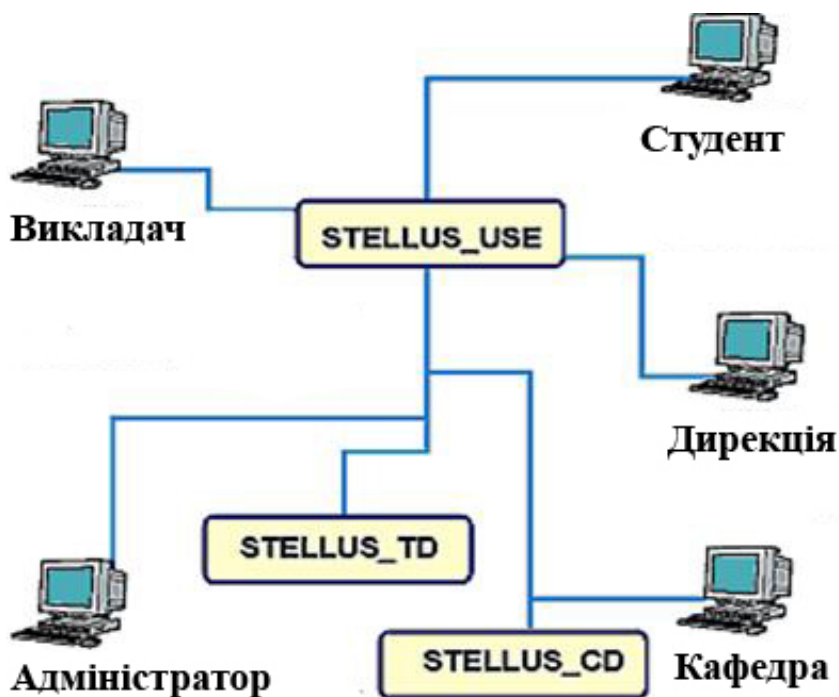 Студент
Викладач
STELLUS_USE
Дирекція
STELLUS_TD
STELLUS_CD
Адміністратор
Кафедра